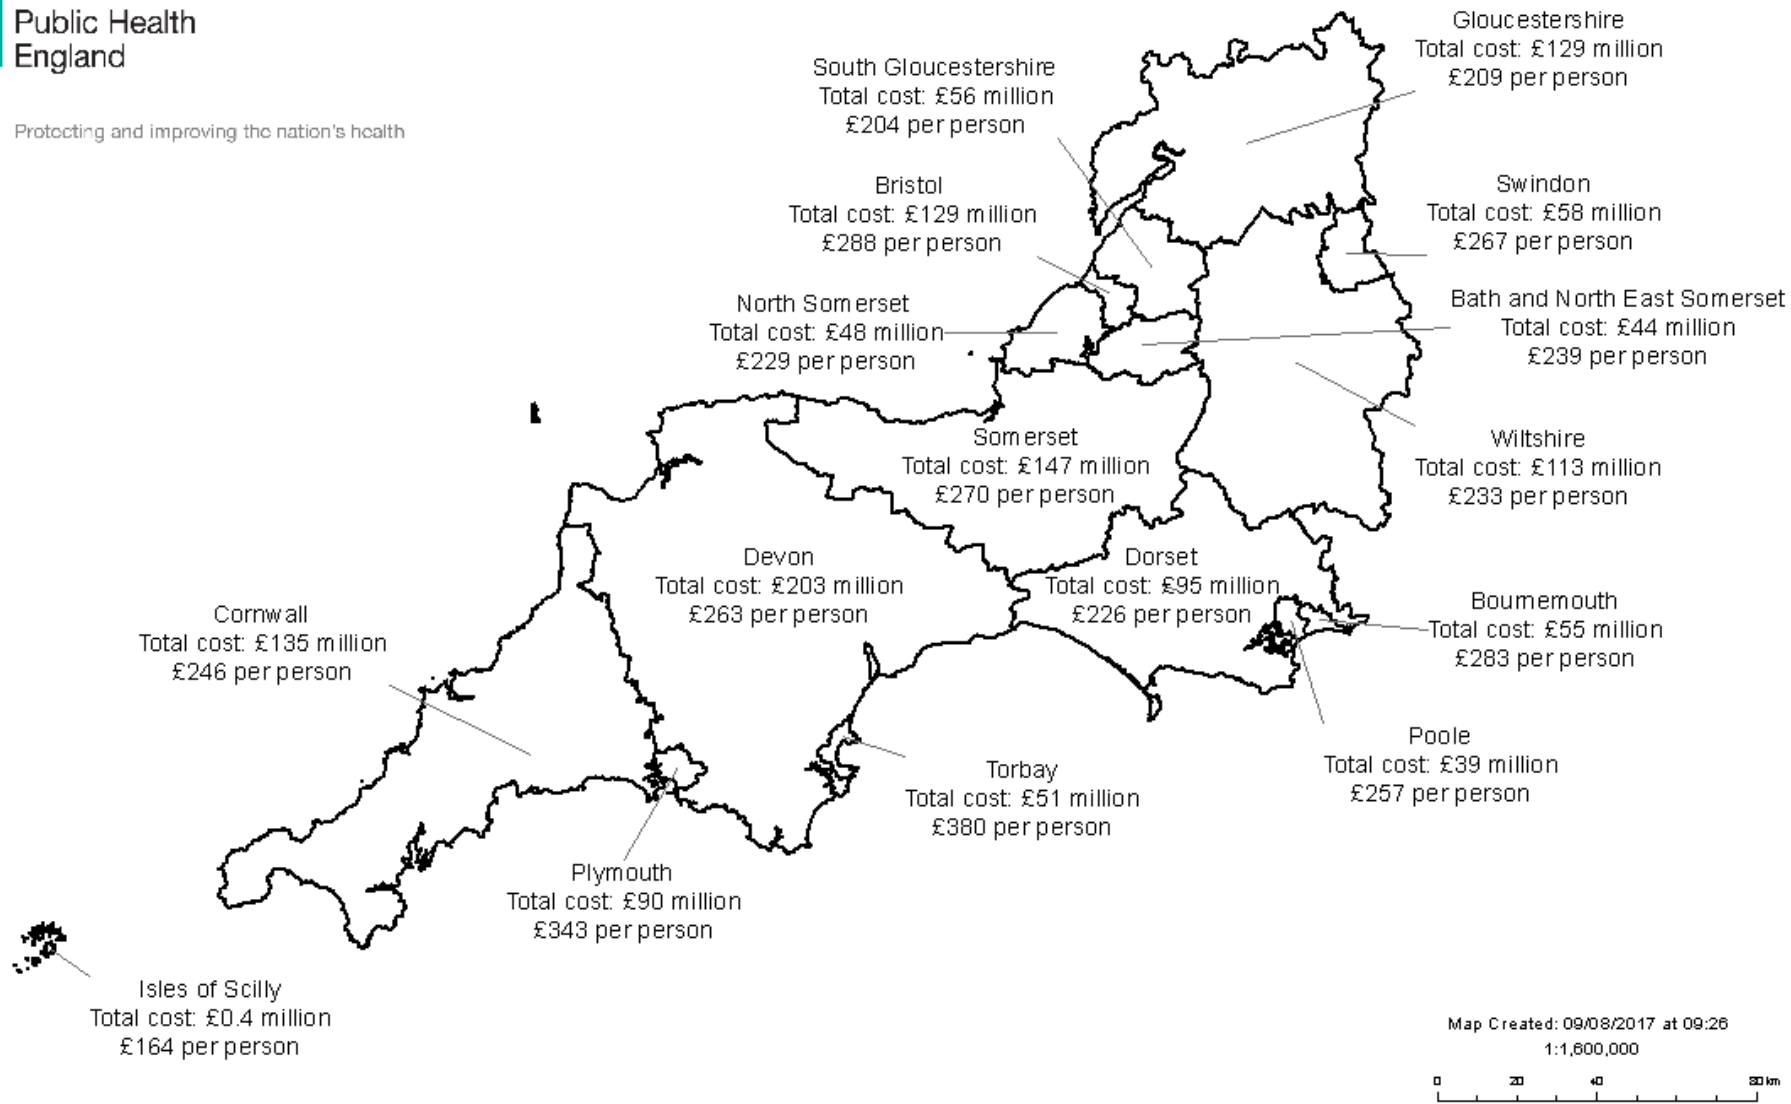 Public Health
England
Protecting and improving the nation's health
Gloucestershire
Total cost: £129 million
£209 per person
South Gloucestershire
Total cost: £56 million
£204 per person
Bristol
Total cost: £129 million
£288 per person
Swindon
Total cost: £58 million
£267 per person
North Somerset
Total cost: £48 million
£229 per person
Bath and North East Somerset
Total cost: £44 million
£239 per person
Somerset
Total cost: £147 million
£270 per person
Wiltshire
Total cost: £113 million
£233 per person
Devon
Total cost: £203 million
£263 per person
Dorset
Total cost: £95 million
£226 per person
Cornwall
Total cost: £135 million
£246 per person
Bournemouth
Total cost: £55 million
£283 per person
Poole
Total cost: £39 million
£257 per person
Torbay
Total cost: £51 million
£380 per person
Plymouth
Total cost: £90 million
£343 per person
Isles of Scilly
Total cost: £0.4 million
£164 per person
Map Created: 09/08/2017 at 09:26
1:1,600,000
0 20 40 80 km